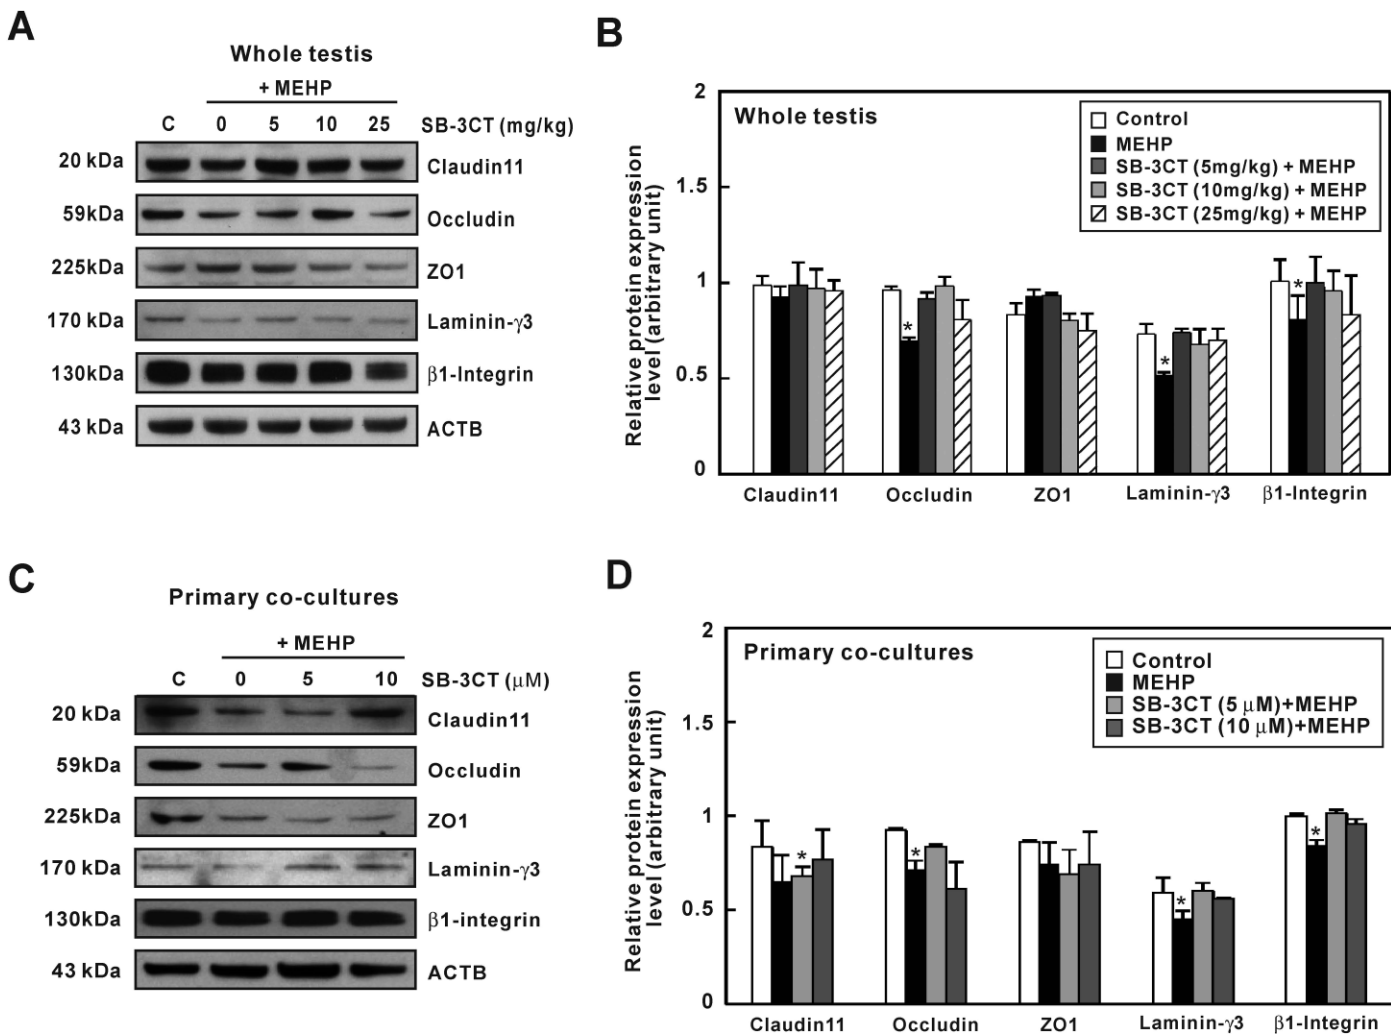 A
Whole testis
+ MEHP
C 0 5 10 25 SB-3CT (mg/kg)
20 kDa Claudin11
59kDa Occludin
225kDa ZO1
170 kDa Laminin-γ3
130kDa β1-Integrin
43 kDa ACTB
B
Relative protein expression
level (arbitrary unit)
2
1.5
1
0.5
0
Whole testis
Control
MEHP
SB-3CT (5mg/kg) + MEHP
SB-3CT (10mg/kg) + MEHP
SB-3CT (25mg/kg) + MEHP
* * *
Claudin11 Occludin ZO1 Laminin-γ3 β1-Integrin
C
Primary co-cultures
+ MEHP
C 0 5 10 SB-3CT (μM)
20 kDa Claudin11
59kDa Occludin
225kDa ZO1
170 kDa Laminin-γ3
130kDa β1-integrin
43 kDa ACTB
D
Relative protein expression
level (arbitrary unit)
2
1.5
1
0.5
0
Primary co-cultures
Control
MEHP
SB-3CT (5 μM)+MEHP
SB-3CT (10 μM)+MEHP
* * * *
Claudin11 Occludin ZO1 Laminin-γ3 β1-Integrin